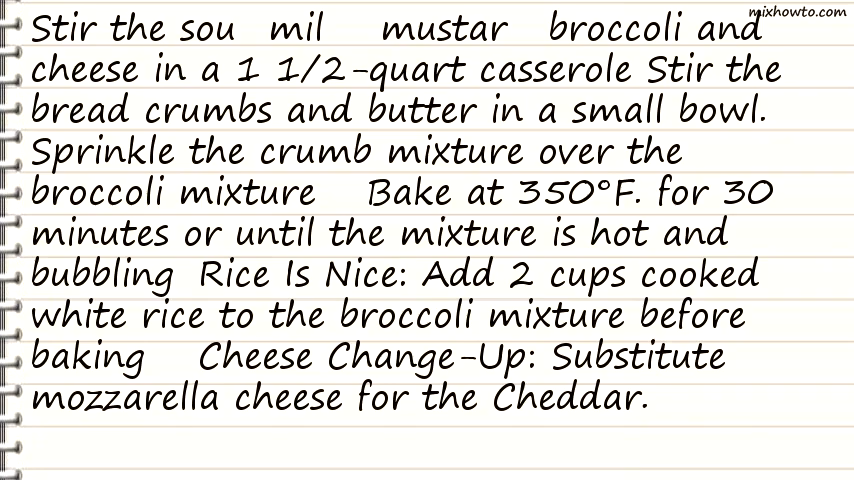 mixhowto.com
Stir the sou mil mustar broccoli and
cheese in a 1 1/2-quart casserole Stir the
bread crumbs and butter in a small bowl.
Sprinkle the crumb mixture over the
broccoli mixture Bake at 350°F. for 30
minutes or until the mixture is hot and
bubbling Rice Is Nice: Add 2 cups cooked
white rice to the broccoli mixture before
baking Cheese Change-Up: Substitute
mozzarella cheese for the Cheddar.